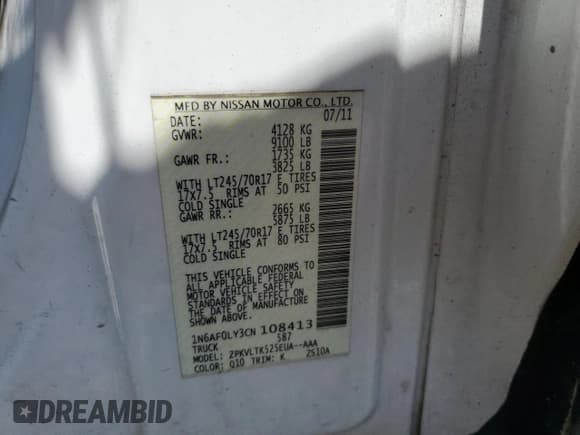 MFD BY NISSAN MOTOR CO., LTD.
DATE: 07/11
GVWR: 4128 KG
9100 LB
GAWR FR.: 1735 KG
3825 LB
WITH LT245/70R17 E TIRES
17X7.5 RIMS AT 50 PSI
COLD SINGLE
GAWR RR.: 2665 KG
5875 LB
WITH LT245/70R17 E TIRES
17X7.5 RIMS AT 80 PSI
COLD SINGLE
THIS VEHICLE CONFORMS TO
ALL APPLICABLE FEDERAL
MOTOR VEHICLE SAFETY
STANDARDS IN EFFECT ON
THE DATE OF MANUFACTURE
SHOWN ABOVE.
1N6AF0LY3CN 108413
TRUCK 587
MODEL: ZPKVLTK525EUA--AAA
COLOR: Q10 TRIM: K 2S10A
DREAMBID